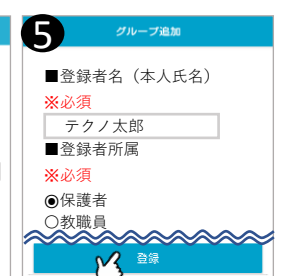 ❺
グループ追加
■登録者名（本人氏名）
※必須
テクノ太郎
■登録者所属
※必須
◉保護者
○教職員
登録